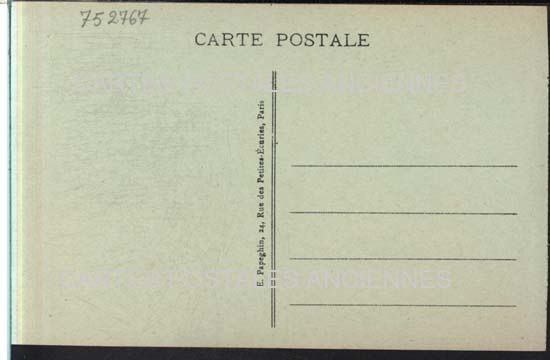 752767
CARTE POSTALE
CARTES POSTALES ANCIENNES
E. Papeghin, 24, Rue des Petites-Écuries, Paris
CARTES POSTALES ANCIENNES